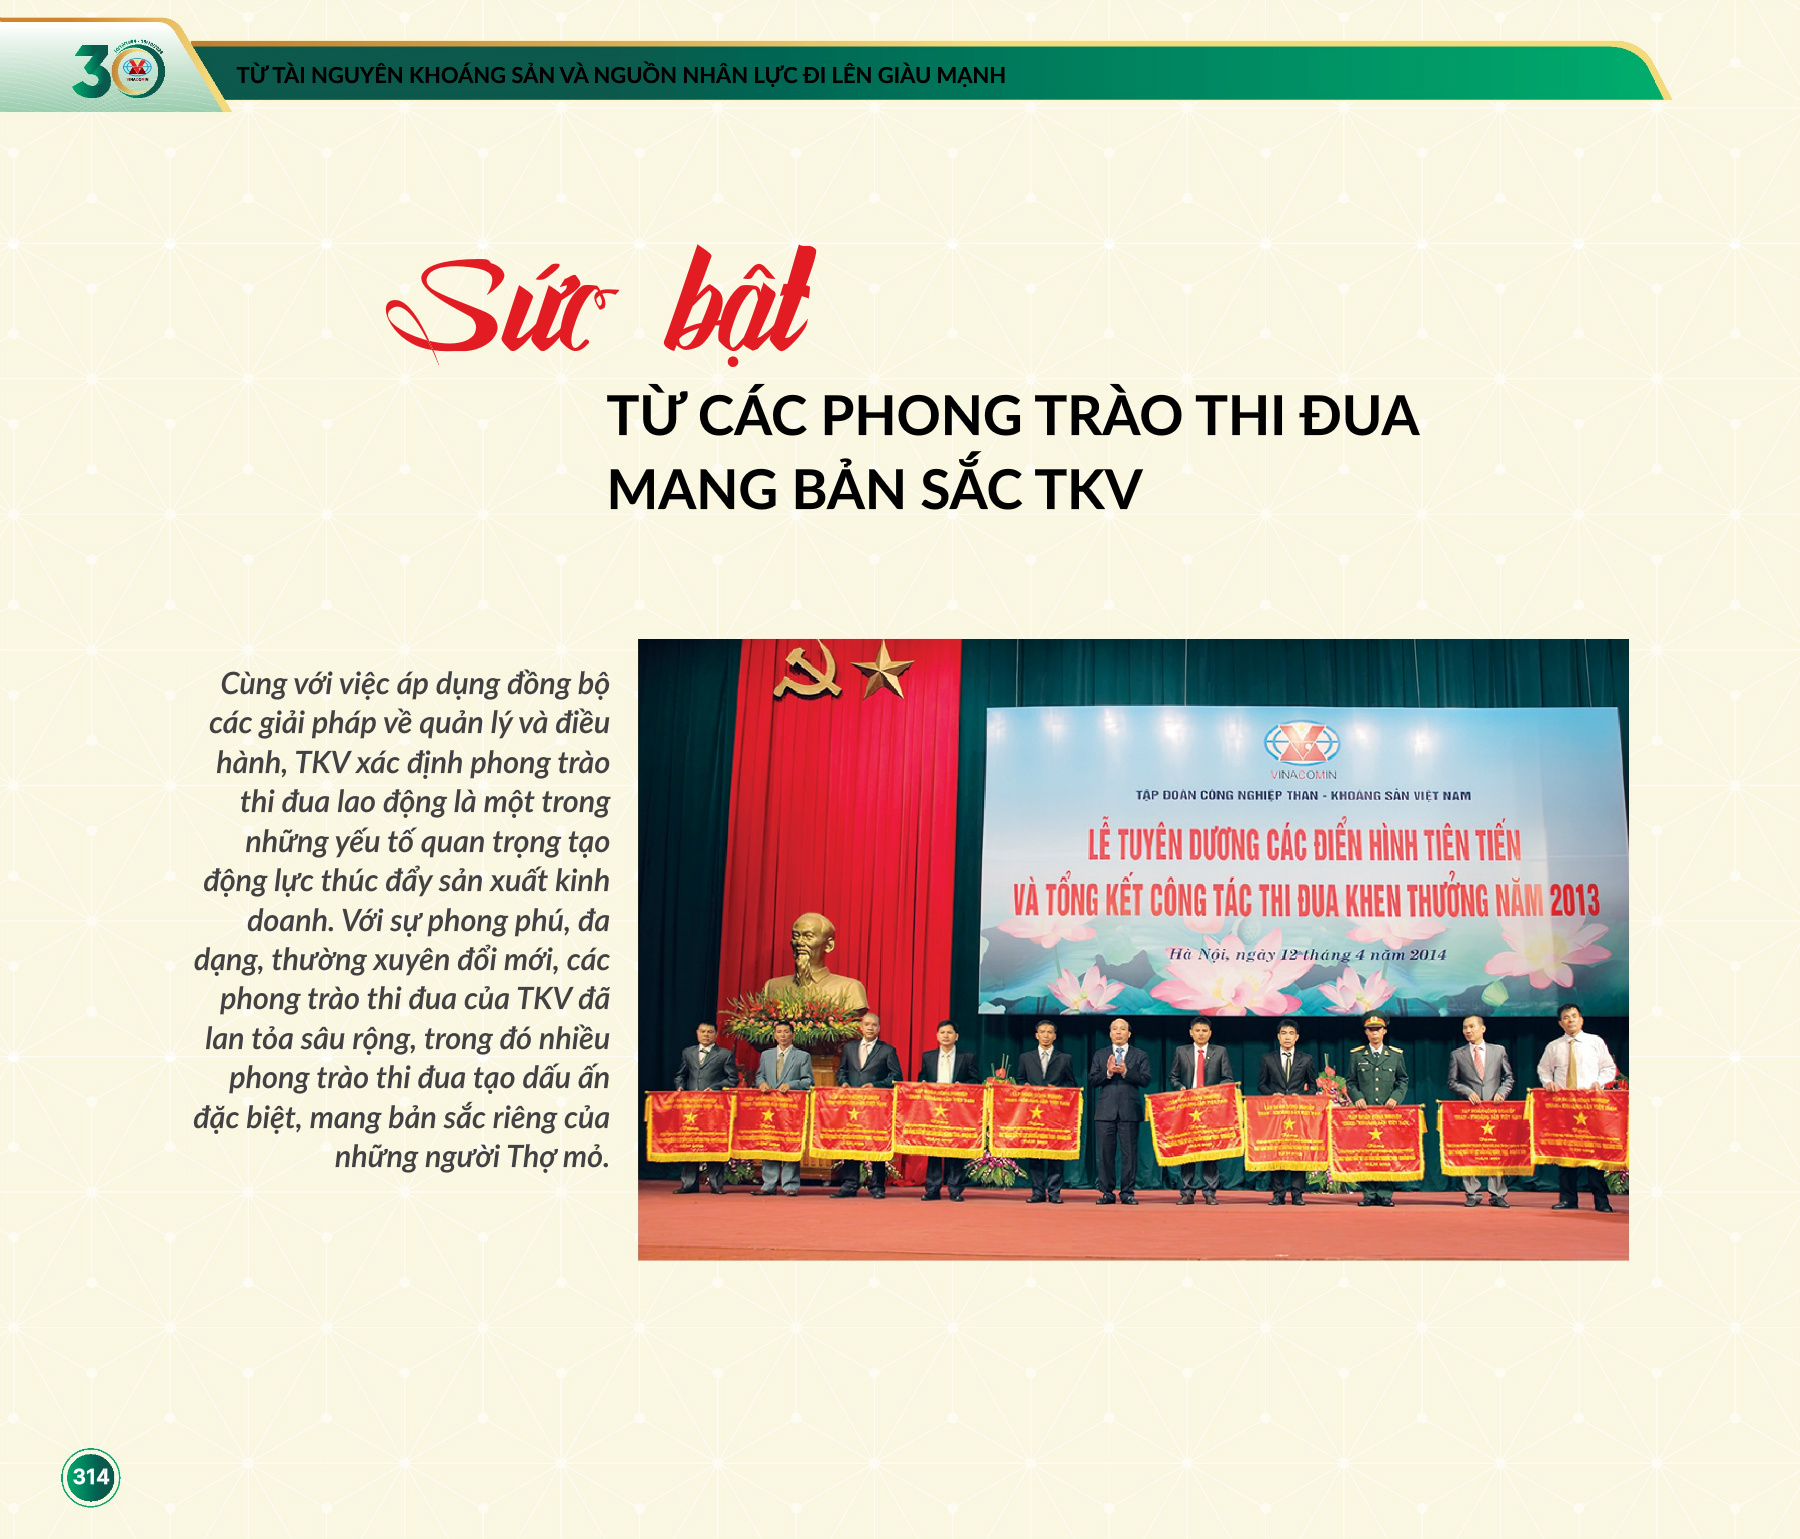 30
VINACOMIN
TỪ TÀI NGUYÊN KHOÁNG SẢN VÀ NGUỒN NHÂN LỰC ĐI LÊN GIÀU MẠNH
Sức bật
TỪ CÁC PHONG TRÀO THI ĐUA
MANG BẢN SẮC TKV
Cùng với việc áp dụng đồng bộ
các giải pháp về quản lý và điều
hành, TKV xác định phong trào
thi đua lao động là một trong
những yếu tố quan trọng tạo
động lực thúc đẩy sản xuất kinh
doanh. Với sự phong phú, đa
dạng, thường xuyên đổi mới, các
phong trào thi đua của TKV đã
lan tỏa sâu rộng, trong đó nhiều
phong trào thi đua tạo dấu ấn
đặc biệt, mang bản sắc riêng của
những người Thợ mỏ.
VINACOMIN
TẬP ĐOÀN CÔNG NGHIỆP THAN - KHOÁNG SẢN VIỆT NAM
LỄ TUYÊN DƯƠNG CÁC ĐIỂN HÌNH TIÊN TIẾN
VÀ TỔNG KẾT CÔNG TÁC THI ĐUA KHEN THƯỞNG NĂM 2013
Hà Nội, ngày 12 tháng 4 năm 2014
314